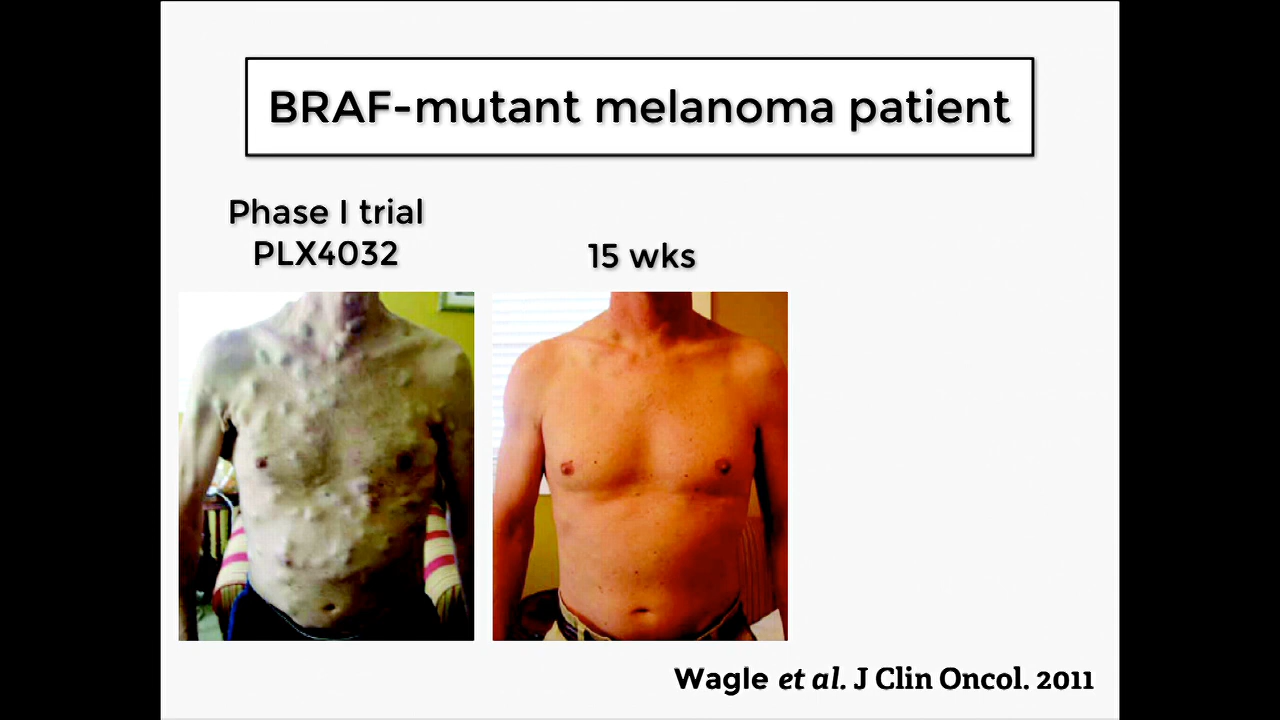 BRAF-mutant melanoma patient
Phase I trial
PLX4032
15 wks
Wagle et al. J Clin Oncol. 2011